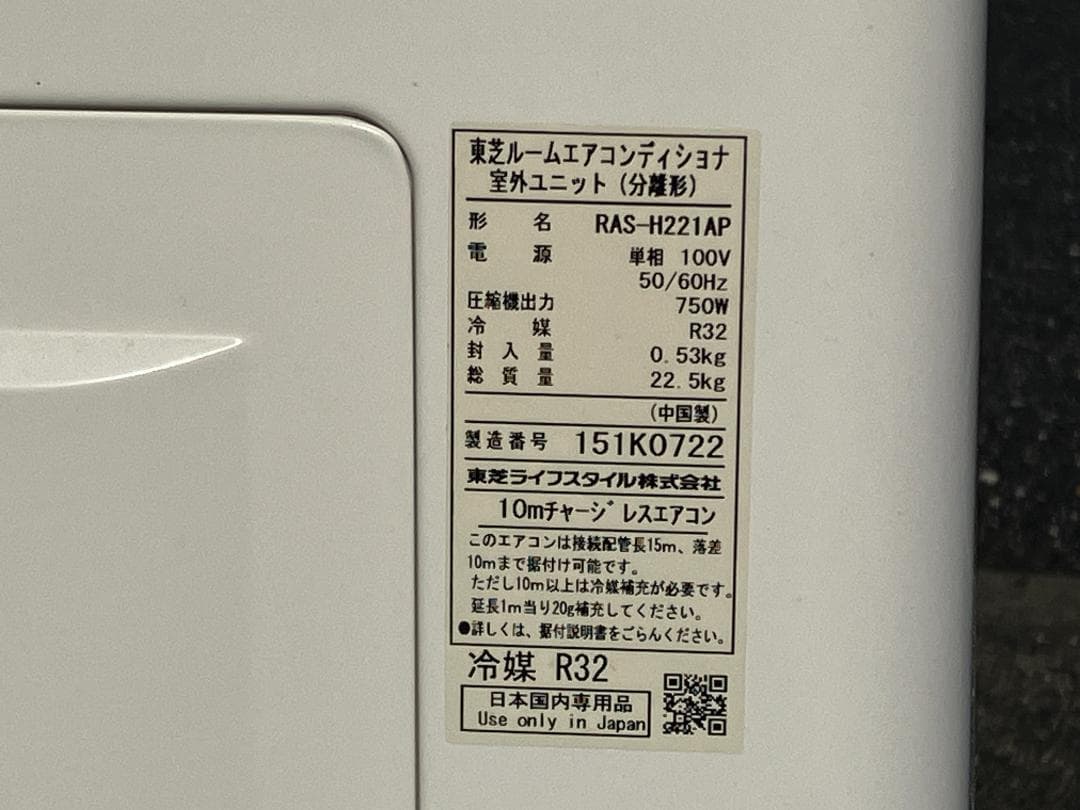 東芝ルームエアコンディショナ
室外ユニット(分離形)
形名 RAS-H221AP
電源 単相 100V
50/60Hz
圧縮機出力 750W
冷媒 R32
封入量 0.53kg
総質量 22.5kg
(中国製)
製造番号 151K0722
東芝ライフスタイル株式会社
10mチャージレスエアコン
このエアコンは接続配管長15m、落差
10mまで据付け可能です。
ただし10m以上は冷媒補充が必要です。
延長1m当り20g補充してください。
●詳しくは、据付説明書をごらんください。
冷媒 R32
日本国内専用品
Use only in Japan